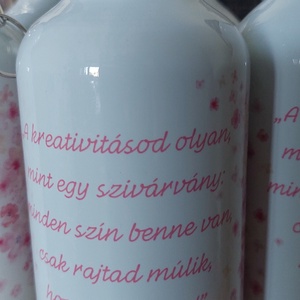 „A kreativitásod olyan,
mint egy szivárvány:
minden szín benne van,
csak rajtad múlik,